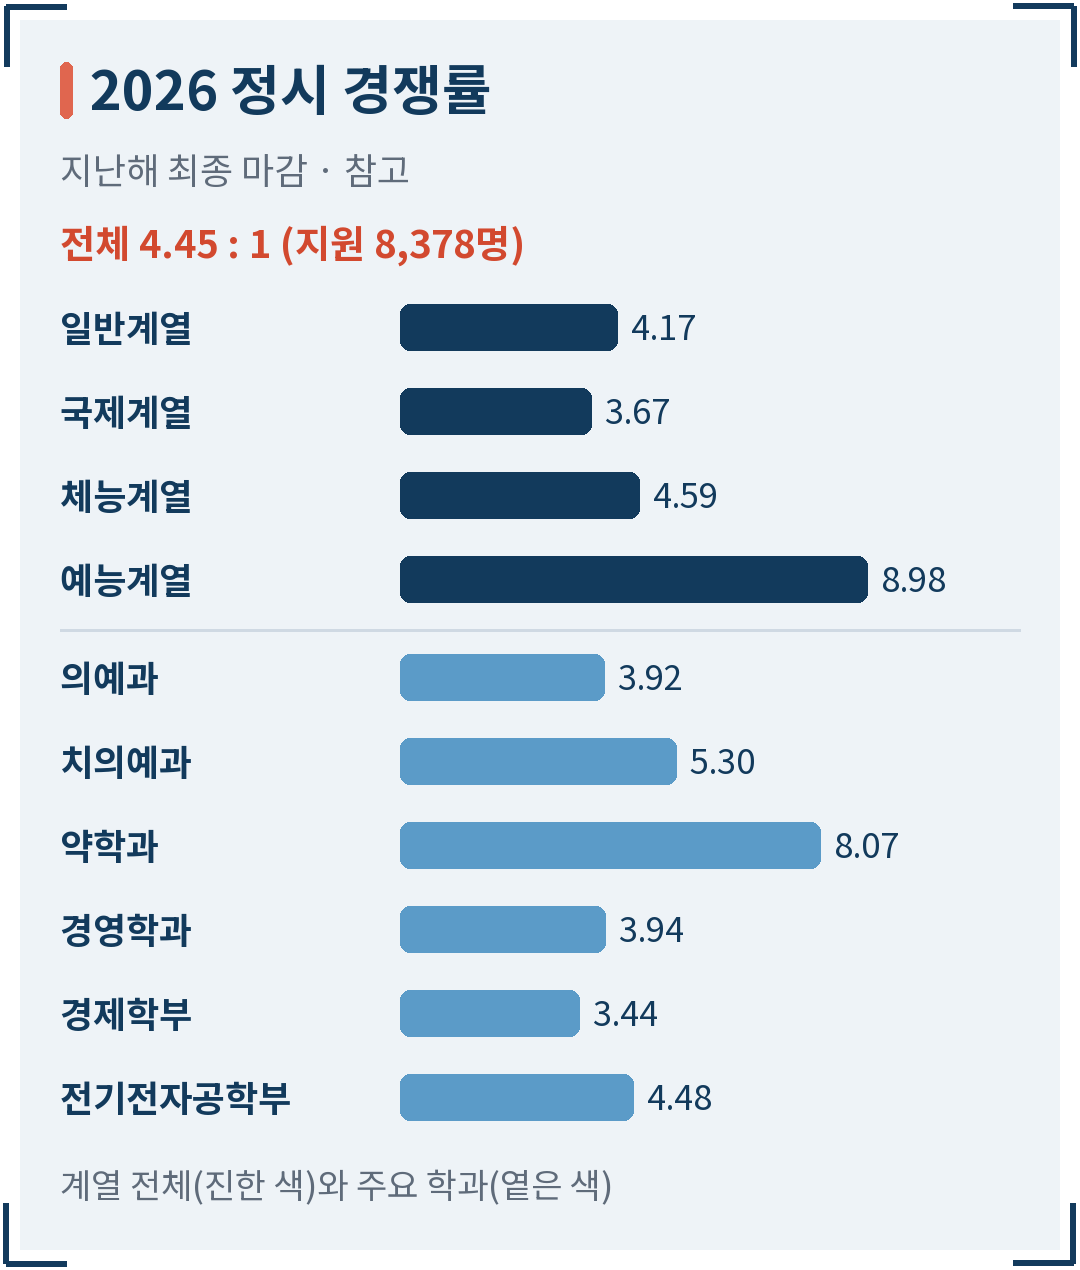 2026 정시 경쟁률
지난해 최종 마감 · 참고
전체 4.45 : 1 (지원 8,378명)
일반계열 4.17
국제계열 3.67
체능계열 4.59
예능계열 8.98
의예과 3.92
치의예과 5.30
약학과 8.07
경영학과 3.94
경제학부 3.44
전기전자공학부 4.48
계열 전체(진한 색)와 주요 학과(옅은 색)